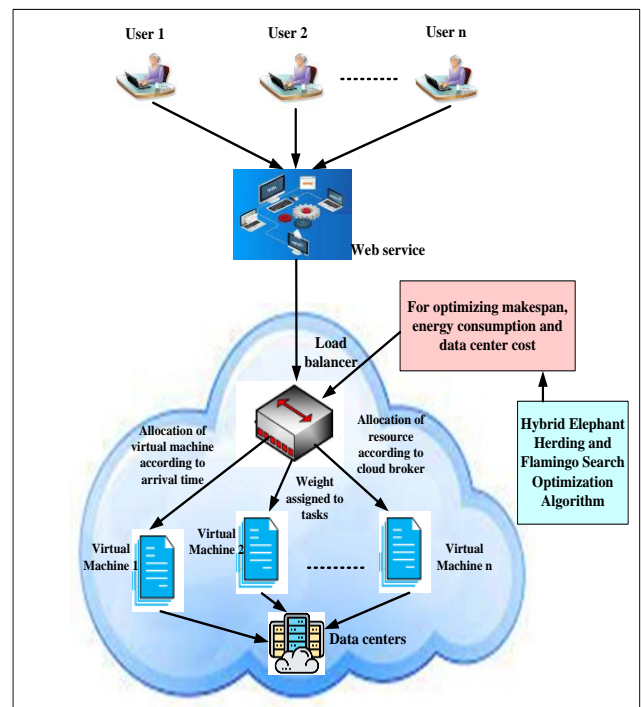 User 1
User 2
User n
Web service
For optimizing makespan,
energy consumption and
data center cost
Load
balancer
Hybrid Elephant
Herding and
Flamingo Search
Optimization
Algorithm
Allocation of
virtual machine
according to
arrival time
Allocation of
resource according to
cloud broker
Weight
assigned to
tasks
Virtual
Machine 1
Virtual
Machine 2
Virtual
Machine n
Data centers